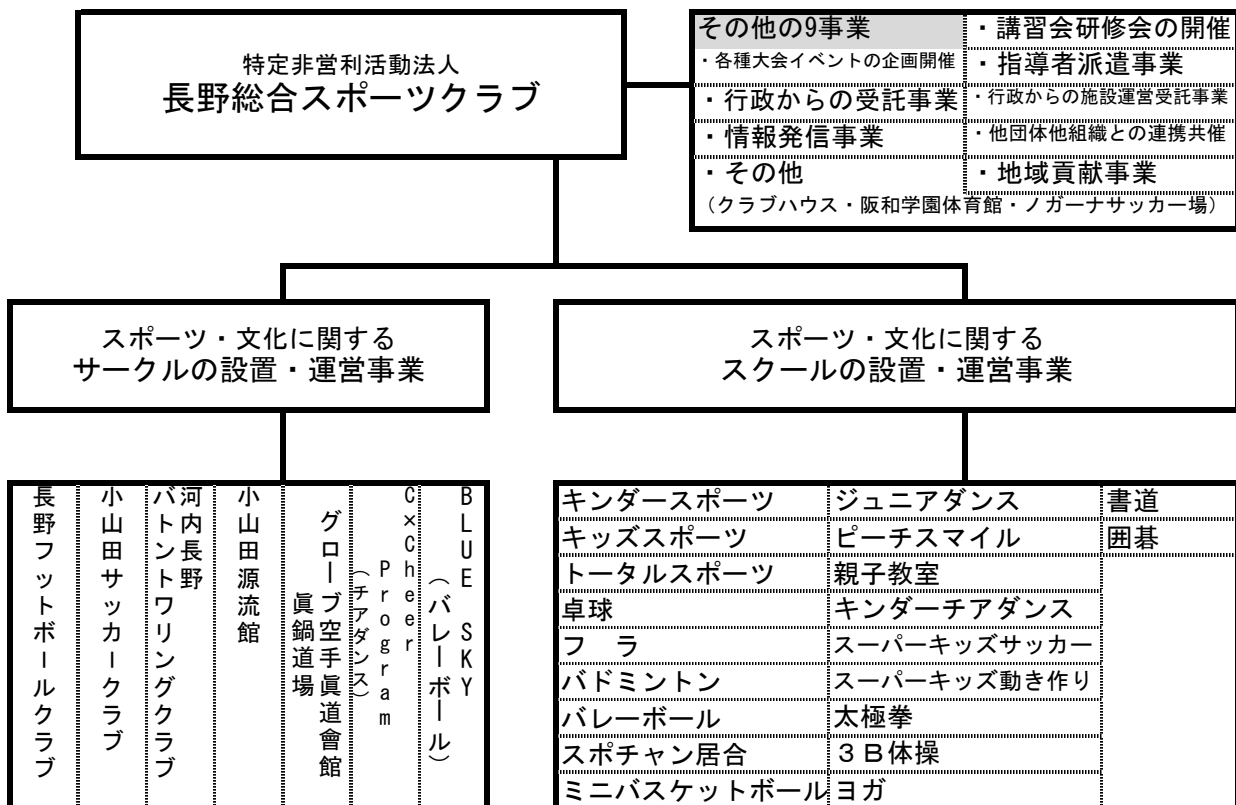 特定非営利活動法人
長野総合スポーツクラブ
その他の9事業
・講習会研修会の開催
・各種大会イベントの企画開催
・指導者派遣事業
・行政からの受託事業
・行政からの施設運営受託事業
・情報発信事業
・他団体他組織との連携共催
・その他
・地域貢献事業
（クラブハウス・阪和学園体育館・ノガーナサッカー場）
スポーツ・文化に関する
サークルの設置・運営事業
スポーツ・文化に関する
スクールの設置・運営事業
長野フットボールクラブ
小山田サッカークラブ
河内長野
バトントワリングクラブ
小山田源流館
グローブ空手眞道會館
眞鍋道場
C×Cheer
Program
（チアダンス）
BLUE SKY
（バレーボール）
キンダースポーツ
ジュニアダンス
書道
キッズスポーツ
ピーチスマイル
囲碁
トータルスポーツ
親子教室
卓球
キンダーチアダンス
フ　ラ
スーパーキッズサッカー
バドミントン
スーパーキッズ動き作り
バレーボール
太極拳
スポチャン居合
３Ｂ体操
ミニバスケットボール
ヨガ